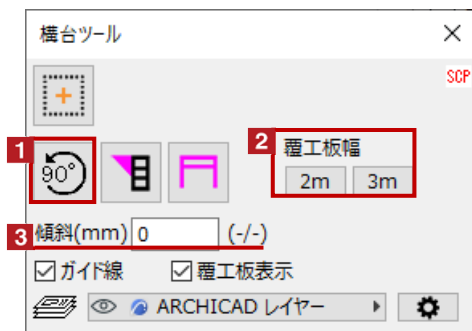 構台ツール
SCP
1
90°
2
覆工板幅
2m 3m
3
傾斜(mm) 0 (-/-)
ガイド線 覆工板表示
ARCHICAD レイヤー